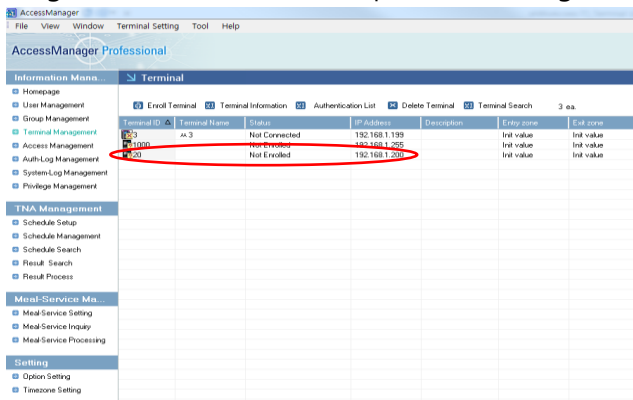 AccessManager
File View Window Terminal Setting Tool Help
AccessManager Professional
Information Mana...
Homepage
User Management
Group Management
Terminal Management
Access Management
Auth-Log Management
System-Log Management
Privilege Management
TNA Management
Schedule Setup
Schedule Management
Schedule Search
Result Search
Result Process
Meal-Service Ma...
Meal-Service Setting
Meal-Service Inquiry
Meal-Service Processing
Setting
Option Setting
Timezone Setting
Terminal
Enroll Terminal Terminal Information Authentication List Delete Terminal Terminal Search 3 ea.
Terminal ID Terminal Name Status IP Address Description Entry zone Exit zone
3 3 Not Connected 192.168.1.199 Init value Init value
1000 Not Enrolled 192.168.1.255 Init value Init value
20 Not Enrolled 192.168.1.200 Init value Init value